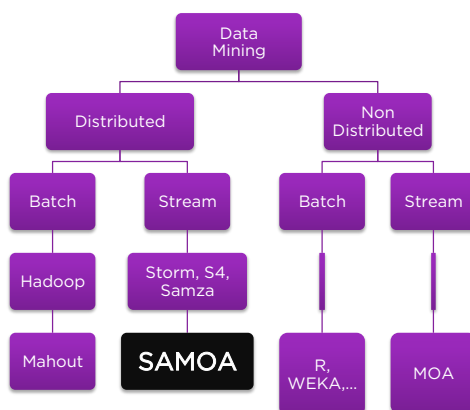 Data
Mining
Distributed
Non
Distributed
Batch
Stream
Batch
Stream
Hadoop
Storm, S4,
Samza
Mahout
SAMOA
R,
WEKA,...
MOA